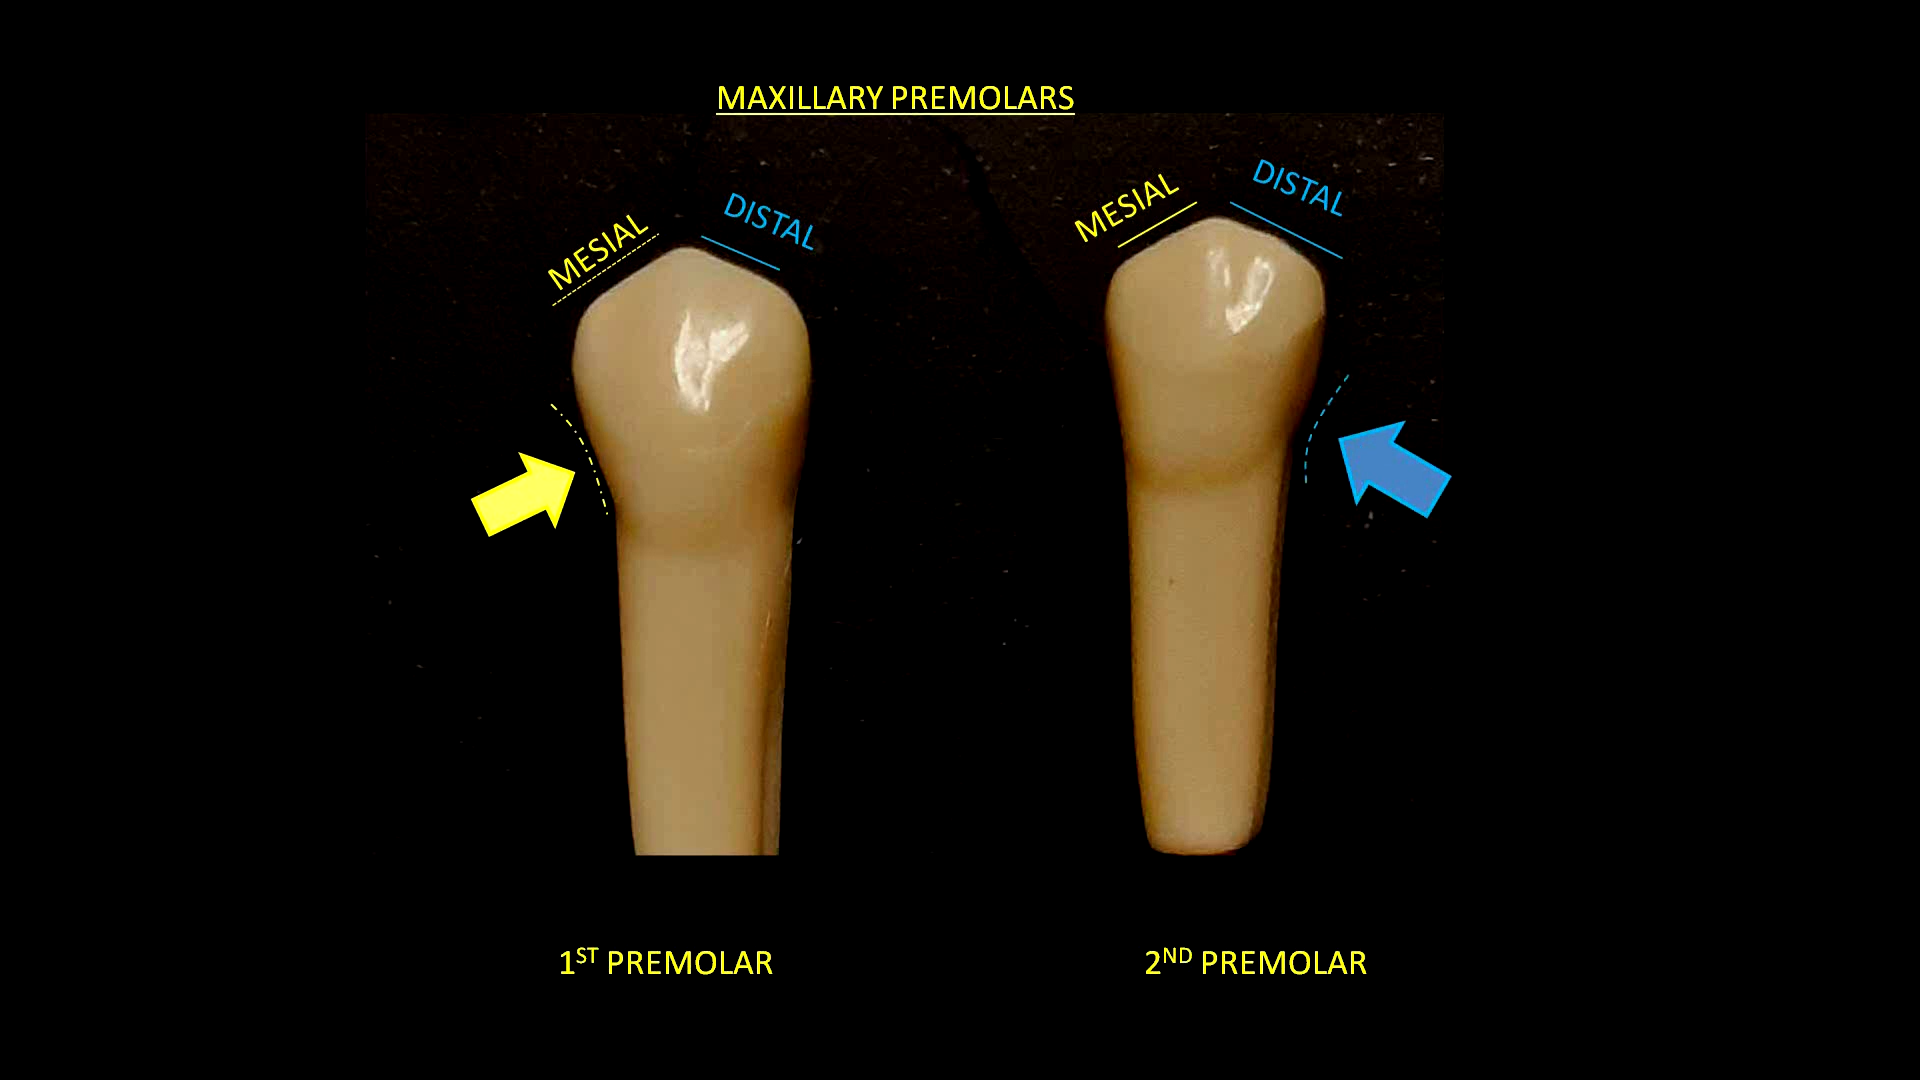 MAXILLARY PREMOLARS
MESIAL
DISTAL
MESIAL
DISTAL
1ST PREMOLAR
2ND PREMOLAR